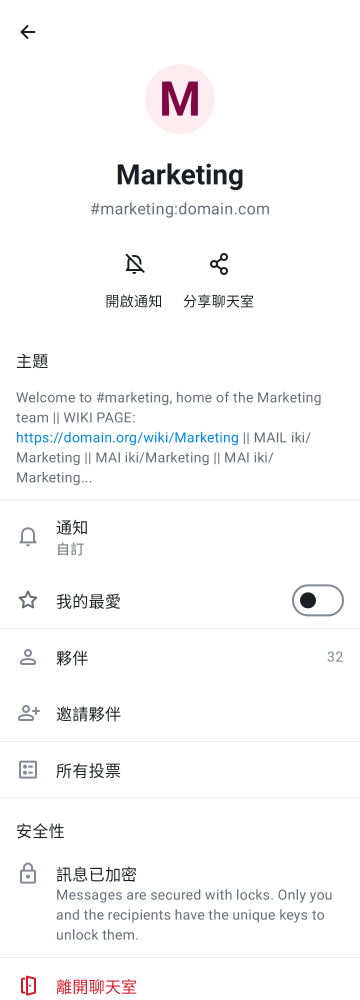 M
Marketing
#marketing:domain.com
開啟通知
分享聊天室
主題
Welcome to #marketing, home of the Marketing
team || WIKI PAGE:
https://domain.org/wiki/Marketing || MAIL iki/
Marketing || MAI iki/Marketing || MAI iki/
Marketing...
通知
自訂
我的最愛
夥伴
32
邀請夥伴
所有投票
安全性
訊息已加密
Messages are secured with locks. Only you
and the recipients have the unique keys to
unlock them.
離開聊天室